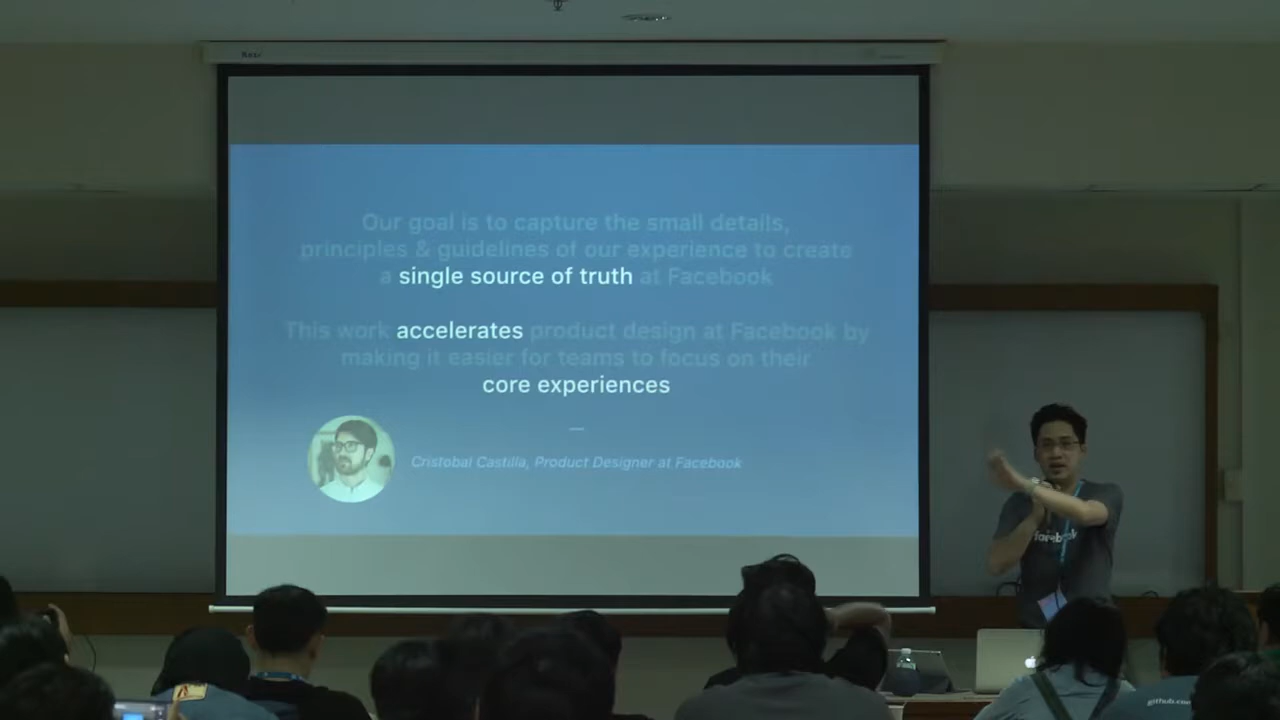 Our goal is to capture the small details,
principles & guidelines of our experience to create
a single source of truth at Facebook
This work accelerates product design at Facebook by
making it easier for teams to focus on their
core experiences
—
Cristobal Castilla, Product Designer at Facebook
facebook